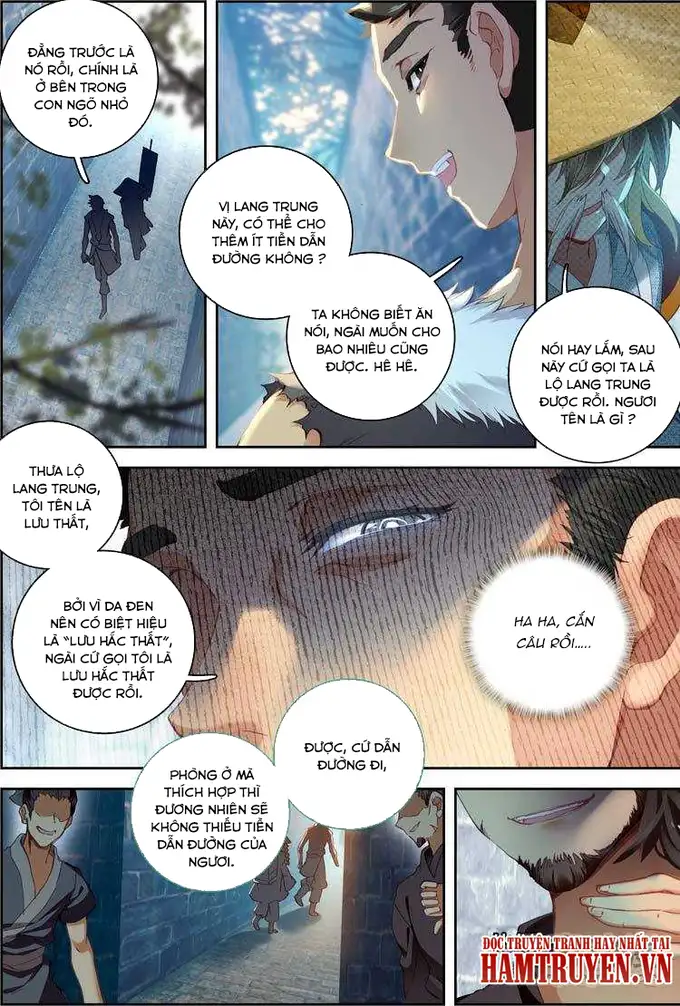 ĐẰNG TRƯỚC LÀ
NÓ RỒI, CHÍNH LÀ
Ở BÊN TRONG
CON NGÕ NHỎ
ĐÓ.
VỊ LANG TRUNG
NÀY, CÓ THỂ CHO
THÊM ÍT TIỀN DẪN
ĐƯỜNG KHÔNG ?
TA KHÔNG BIẾT ĂN
NÓI, NGÀI MUỐN CHO
BAO NHIÊU CŨNG
ĐƯỢC. HÊ HÊ.
NÓI HAY LẮM, SAU
NÀY CỨ GỌI TA LÀ
LỘ LANG TRUNG
ĐƯỢC RỒI. NGƯƠI
TÊN LÀ GÌ ?
THƯA LỘ
LANG TRUNG,
TÔI TÊN LÀ
LƯU THẤT,
BỞI VÌ DA ĐEN
NÊN CÓ BIỆT HIỆU
LÀ "LƯU HẮC THẤT",
NGÀI CỨ GỌI TÔI LÀ
LƯU HẮC THẤT
ĐƯỢC RỒI.
HA HA, CẮN
CÂU RỒI.....
ĐƯỢC, CỨ DẪN
ĐƯỜNG ĐI,
PHÒNG Ở MÀ
THÍCH HỢP THÌ
ĐƯƠNG NHIÊN SẼ
KHÔNG THIẾU TIỀN
DẪN ĐƯỜNG CỦA
NGƯƠI.
ĐỌC TRUYỆN TRANH HAY NHẤT TẠI
HAMTRUYEN.VN